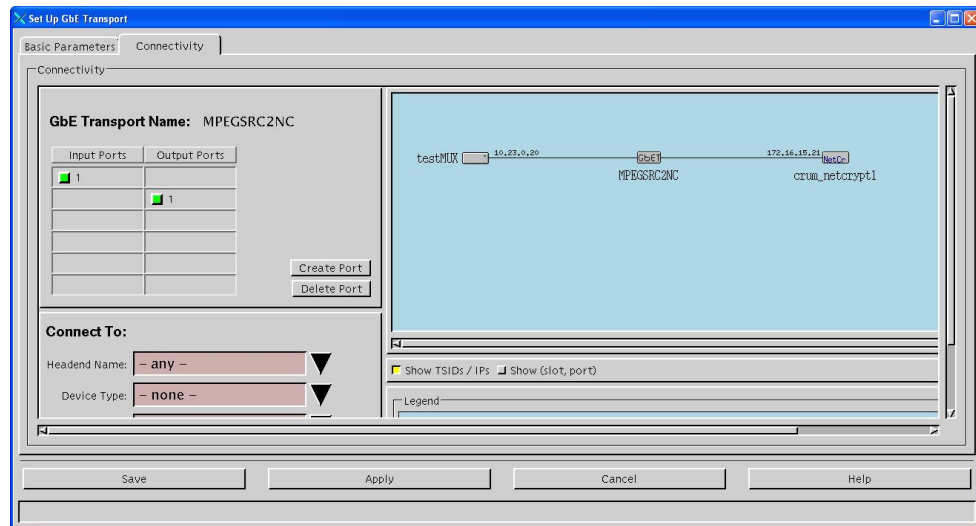 Set Up GbE Transport
Basic Parameters
Connectivity
Connectivity
GbE Transport Name: MPEGSRC2NC
Input Ports
Output Ports
1
1
Create Port
Delete Port
testMUX
10.23.0.20
GbET
MPEGSRC2NC
172.16.15.21
NetCr
crum_netcrypt1
Connect To:
Headend Name:
– any –
Device Type:
– none –
Show TSIDs / IPs
Show (slot, port)
Legend
Save
Apply
Cancel
Help